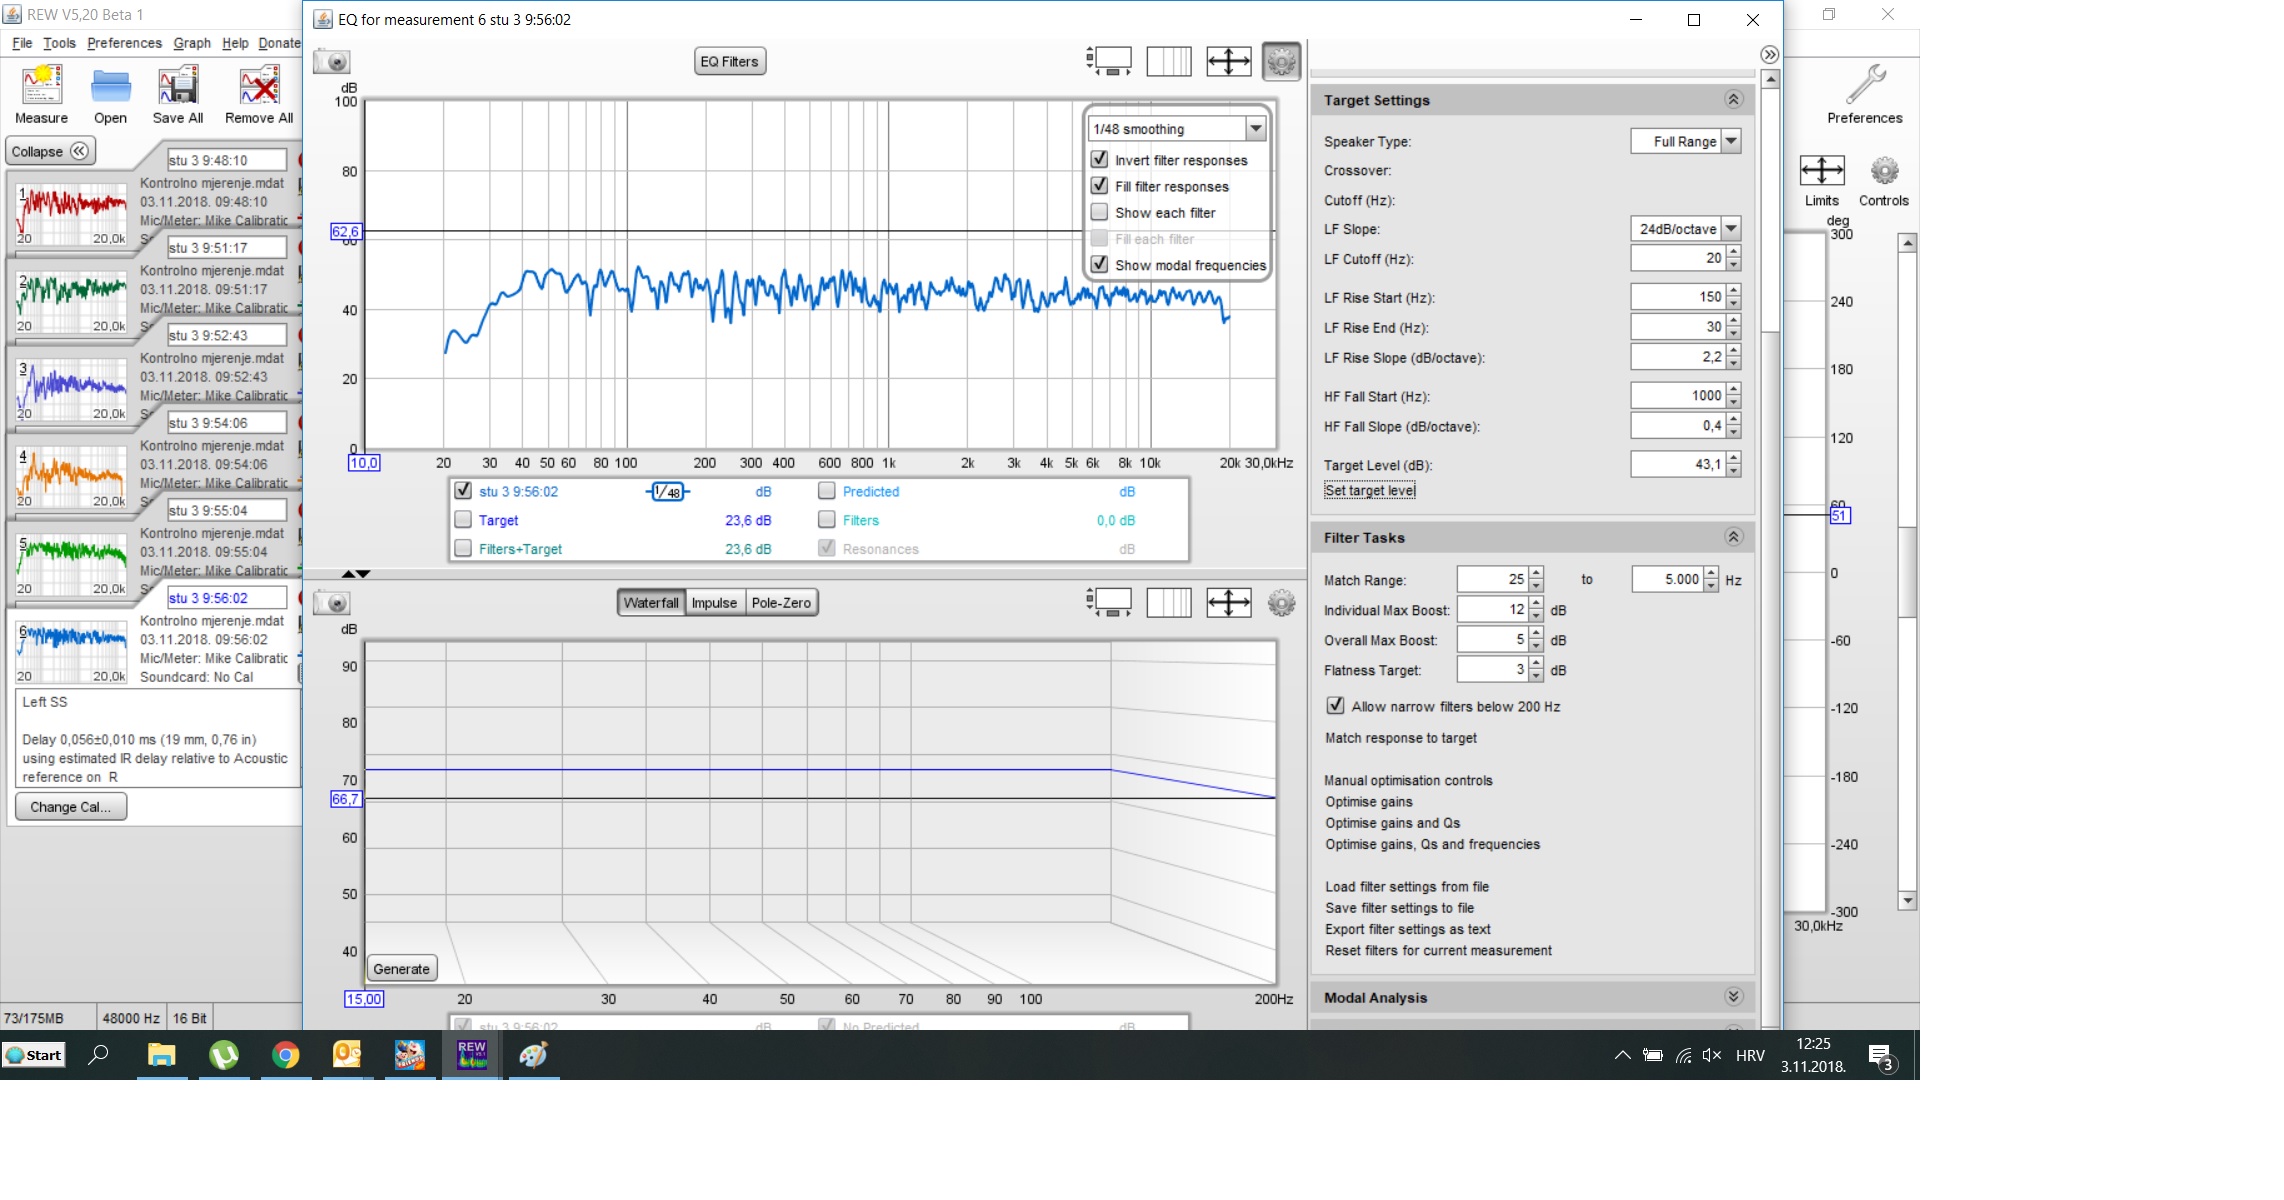 REW V5,20 Beta 1
File Tools Preferences Graph Help Donate
Measure Open Save All Remove All
Collapse
stu 3 9:48:10
1
Kontrolno mjerenje.mdat
03.11.2018. 09:48:10
Mic/Meter: Mike Calibratic
20 20,0k
stu 3 9:51:17
2
Kontrolno mjerenje.mdat
03.11.2018. 09:51:17
Mic/Meter: Mike Calibratic
20 20,0k
stu 3 9:52:43
3
Kontrolno mjerenje.mdat
03.11.2018. 09:52:43
Mic/Meter: Mike Calibratic
20 20,0k
stu 3 9:54:06
4
Kontrolno mjerenje.mdat
03.11.2018. 09:54:06
Mic/Meter: Mike Calibratic
20 20,0k
stu 3 9:55:04
5
Kontrolno mjerenje.mdat
03.11.2018. 09:55:04
Mic/Meter: Mike Calibratic
20 20,0k
stu 3 9:56:02
6
Kontrolno mjerenje.mdat
03.11.2018. 09:56:02
Mic/Meter: Mike Calibratic
20 20,0k Soundcard: No Cal
Left SS
Delay 0,056±0,010 ms (19 mm, 0,76 in)
using estimated IR delay relative to Acoustic
reference on R
Change Cal...
73/175MB 48000 Hz 16 Bit
EQ for measurement 6 stu 3 9:56:02
EQ Filters
dB
100
80
62,6
60
40
20
0
10,0 20 30 40 50 60 80 100 200 300 400 600 800 1k 2k 3k 4k 5k 6k 8k 10k 20k 30,0kHz
1/48 smoothing
Invert filter responses
Fill filter responses
Show each filter
Fill each filter
Show modal frequencies
stu 3 9:56:02 1/48 dB Predicted dB
Target 23,6 dB Filters 0,0 dB
Filters+Target 23,6 dB Resonances dB
Waterfall Impulse Pole-Zero
dB
90
80
70
66,7
60
50
40
Generate
15,00 20 30 40 50 60 70 80 90 100 200Hz
stu 3 9:56:02 dB No Predicted dB
Target Settings
Speaker Type: Full Range
Crossover:
Cutoff (Hz):
LF Slope: 24dB/octave
LF Cutoff (Hz): 20
LF Rise Start (Hz): 150
LF Rise End (Hz): 30
LF Rise Slope (dB/octave): 2,2
HF Fall Start (Hz): 1000
HF Fall Slope (dB/octave): 0,4
Target Level (dB): 43,1
Set target level
Filter Tasks
Match Range: 25 to 5.000 Hz
Individual Max Boost: 12 dB
Overall Max Boost: 5 dB
Flatness Target: 3 dB
Allow narrow filters below 200 Hz
Match response to target
Manual optimisation controls
Optimise gains
Optimise gains and Qs
Optimise gains, Qs and frequencies
Load filter settings from file
Save filter settings to file
Export filter settings as text
Reset filters for current measurement
Modal Analysis
Preferences
Limits Controls
deg
300
240
180
120
60
51
0
-60
-120
-180
-240
-300
30,0kHz
Start
REW
HRV
12:25
3.11.2018.
3